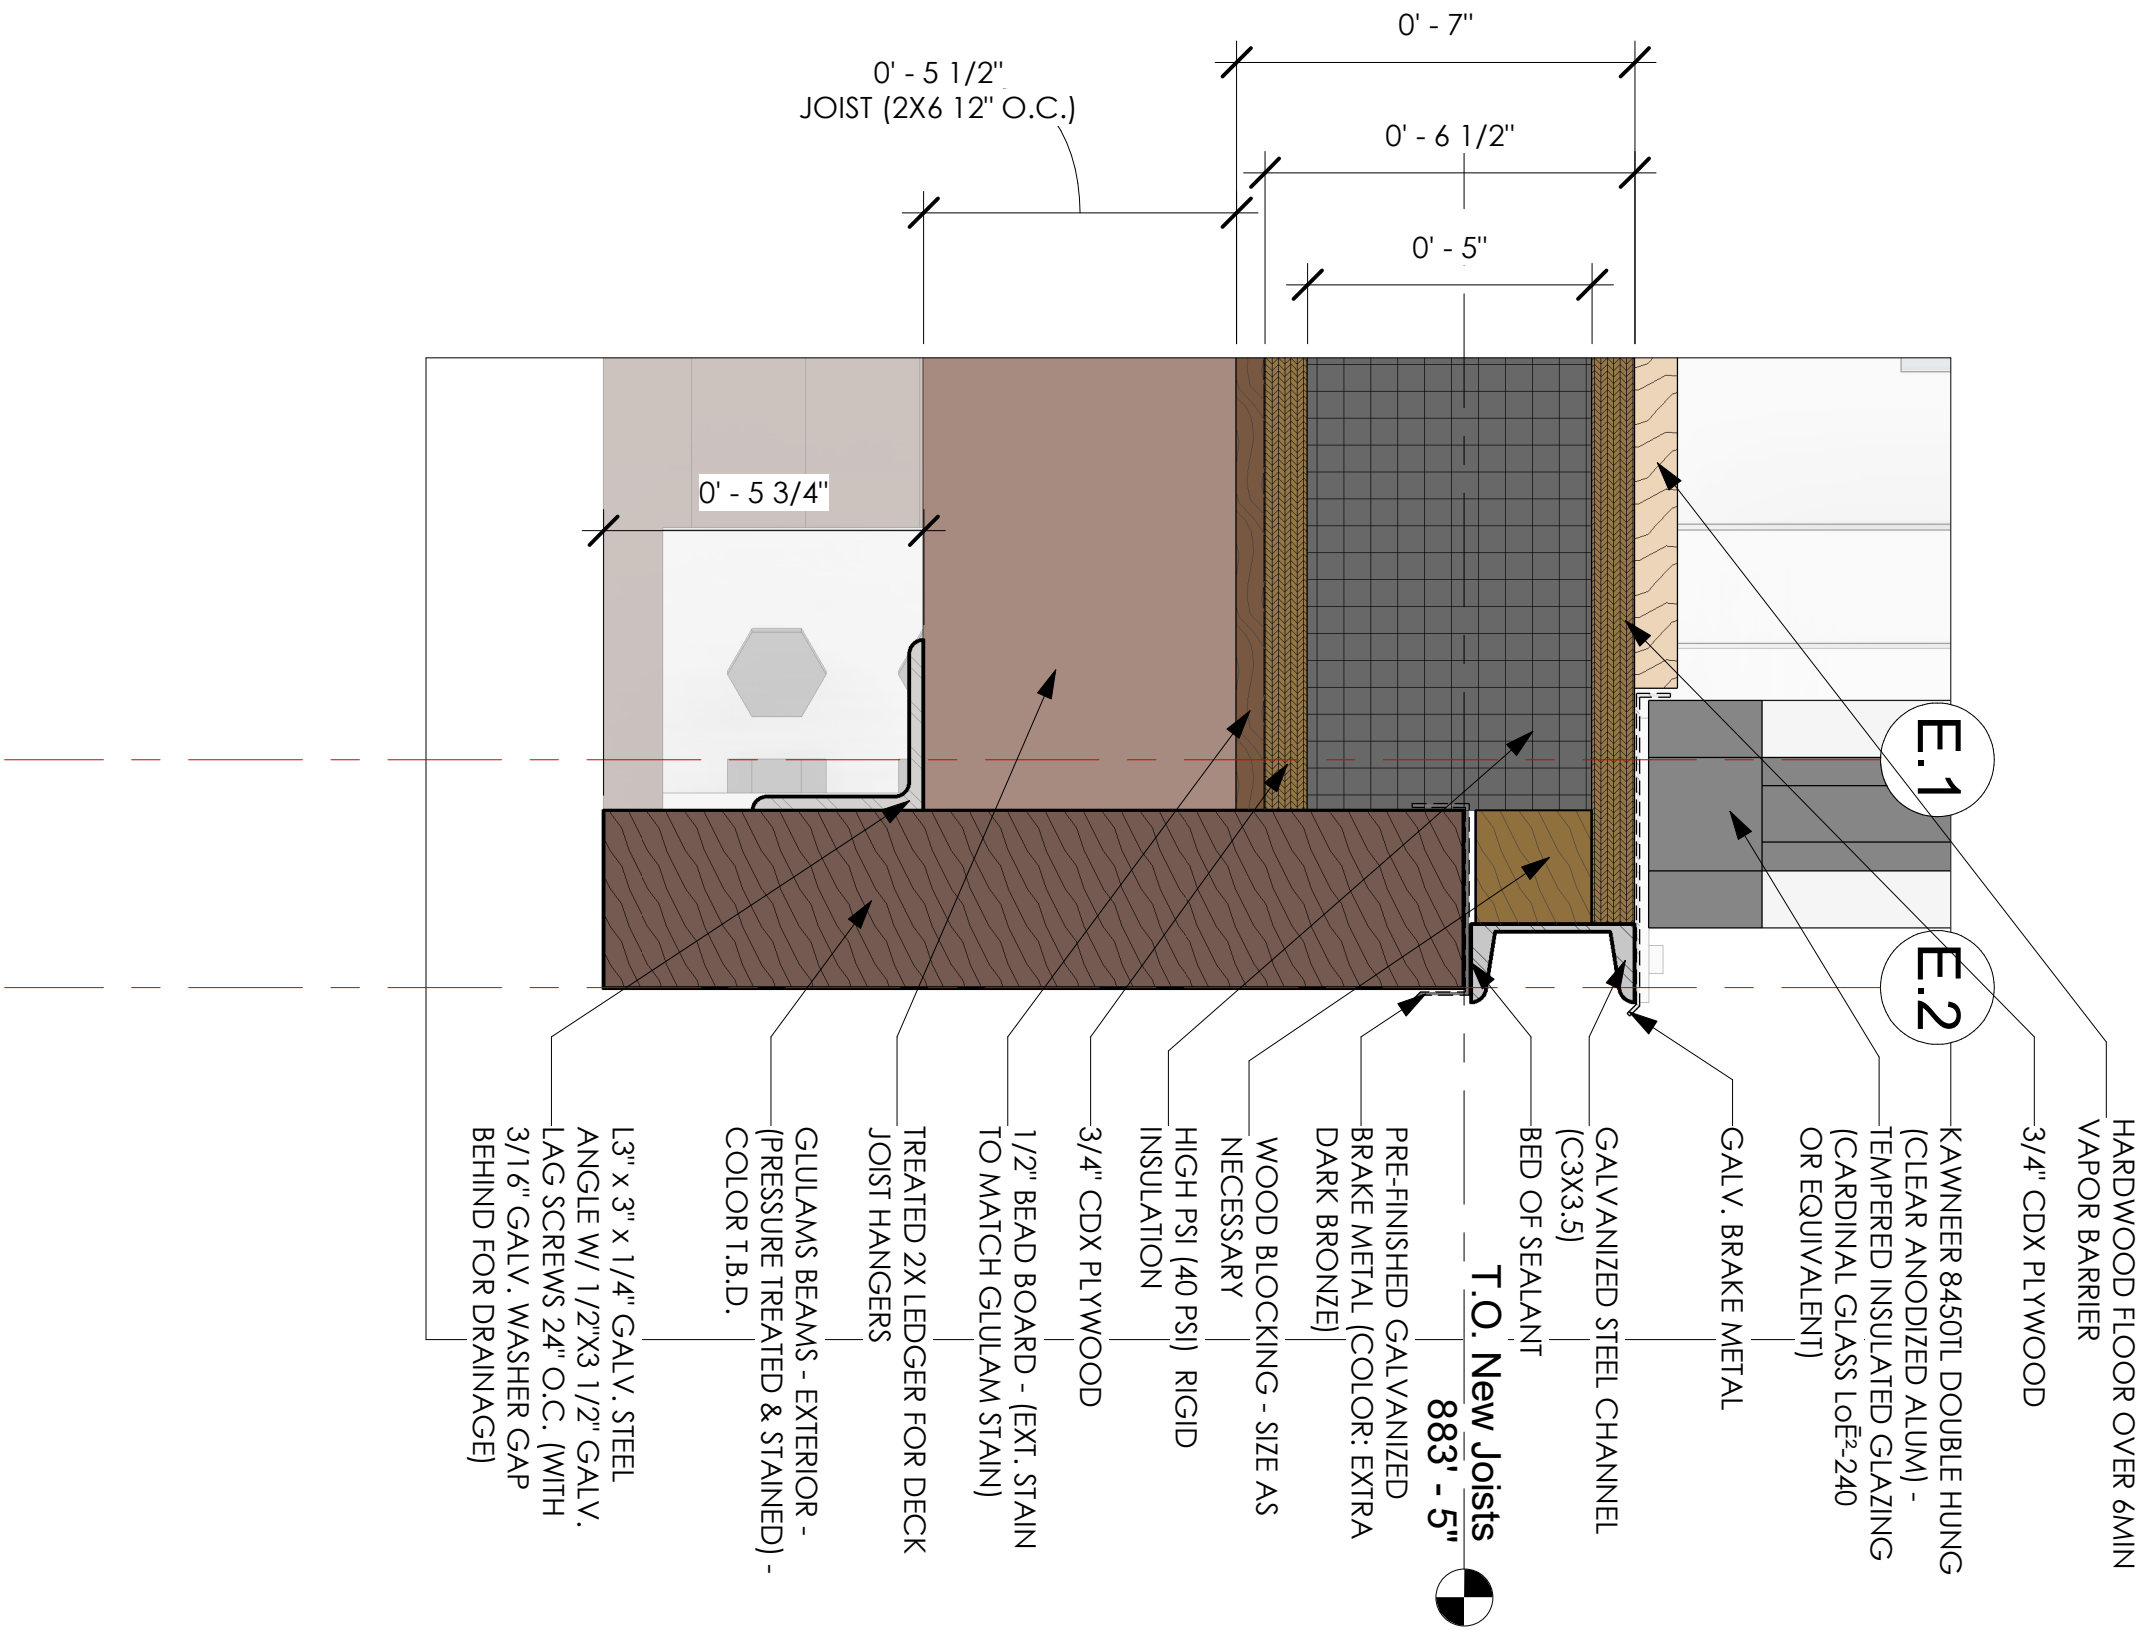 0' - 7"
0' - 5 1/2"
JOIST (2X6 12" O.C.)
0' - 6 1/2"
0' - 5"
0' - 5 3/4"
E.1
E.2
HARDWOOD FLOOR OVER 6MIN
VAPOR BARRIER
3/4" CDX PLYWOOD
KAWNEER 8450TL DOUBLE HUNG
(CLEAR ANODIZED ALUM) -
TEMPERED INSULATED GLAZING
(CARDINAL GLASS LoĒ²-240
OR EQUIVALENT)
GALV. BRAKE METAL
GALVANIZED STEEL CHANNEL
(C3X3.5)
BED OF SEALANT
T.O. New Joists
883' - 5"
PRE-FINISHED GALVANIZED
BRAKE METAL (COLOR: EXTRA
DARK BRONZE)
WOOD BLOCKING - SIZE AS
NECESSARY
HIGH PSI (40 PSI) RIGID
INSULATION
3/4" CDX PLYWOOD
1/2" BEAD BOARD - (EXT. STAIN
TO MATCH GLULAM STAIN)
TREATED 2X LEDGER FOR DECK
JOIST HANGERS
GLULAMS BEAMS - EXTERIOR -
(PRESSURE TREATED & STAINED) -
COLOR T.B.D.
L3" x 3" x 1/4" GALV. STEEL
ANGLE W/ 1/2"X3 1/2" GALV.
LAG SCREWS 24" O.C. (WITH
3/16" GALV. WASHER GAP
BEHIND FOR DRAINAGE)